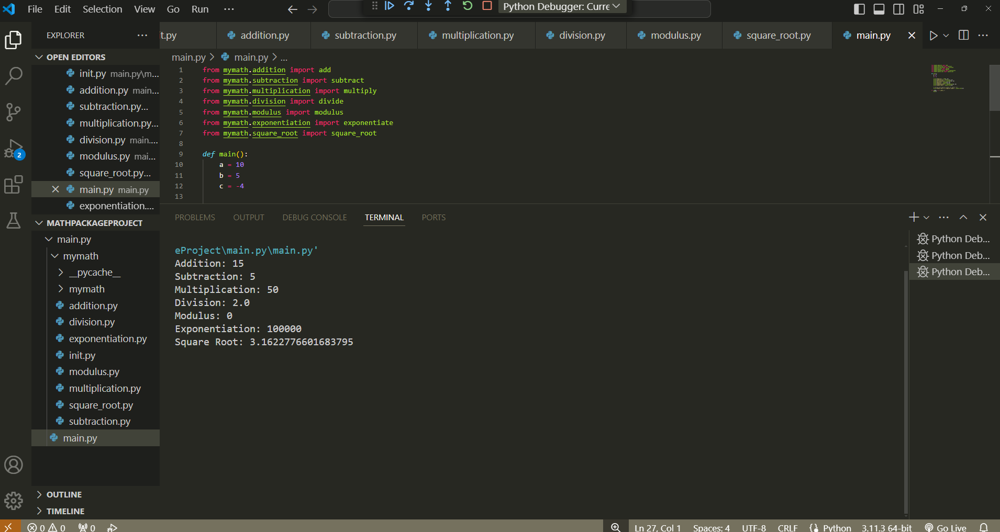 File Edit Selection View Go Run ...
Python Debugger: Curre
EXPLORER ...
t.py addition.py subtraction.py multiplication.py division.py modulus.py square_root.py main.py
OPEN EDITORS
init.py main.py\m...
addition.py main...
subtraction.py...
multiplication.py...
division.py main....
modulus.py mai...
square_root.py...
main.py main.py
exponentiation....
MATHPACKAGEPROJECT
main.py
mymath
__pycache__
mymath
addition.py
division.py
exponentiation.py
init.py
modulus.py
multiplication.py
square_root.py
subtraction.py
main.py
OUTLINE
TIMELINE
main.py > main.py > ...
1 from mymath.addition import add
2 from mymath.subtraction import subtract
3 from mymath.multiplication import multiply
4 from mymath.division import divide
5 from mymath.modulus import modulus
6 from mymath.exponentiation import exponentiate
7 from mymath.square_root import square_root
8
9 def main():
10 a = 10
11 b = 5
12 c = -4
13
PROBLEMS OUTPUT DEBUG CONSOLE TERMINAL PORTS
eProject\main.py\main.py'
Addition: 15
Subtraction: 5
Multiplication: 50
Division: 2.0
Modulus: 0
Exponentiation: 100000
Square Root: 3.1622776601683795
Python Deb...
Python Deb...
Python Deb...
2
0 0 0 Ln 27, Col 1 Spaces: 4 UTF-8 CRLF {} Python 3.11.3 64-bit Go Live